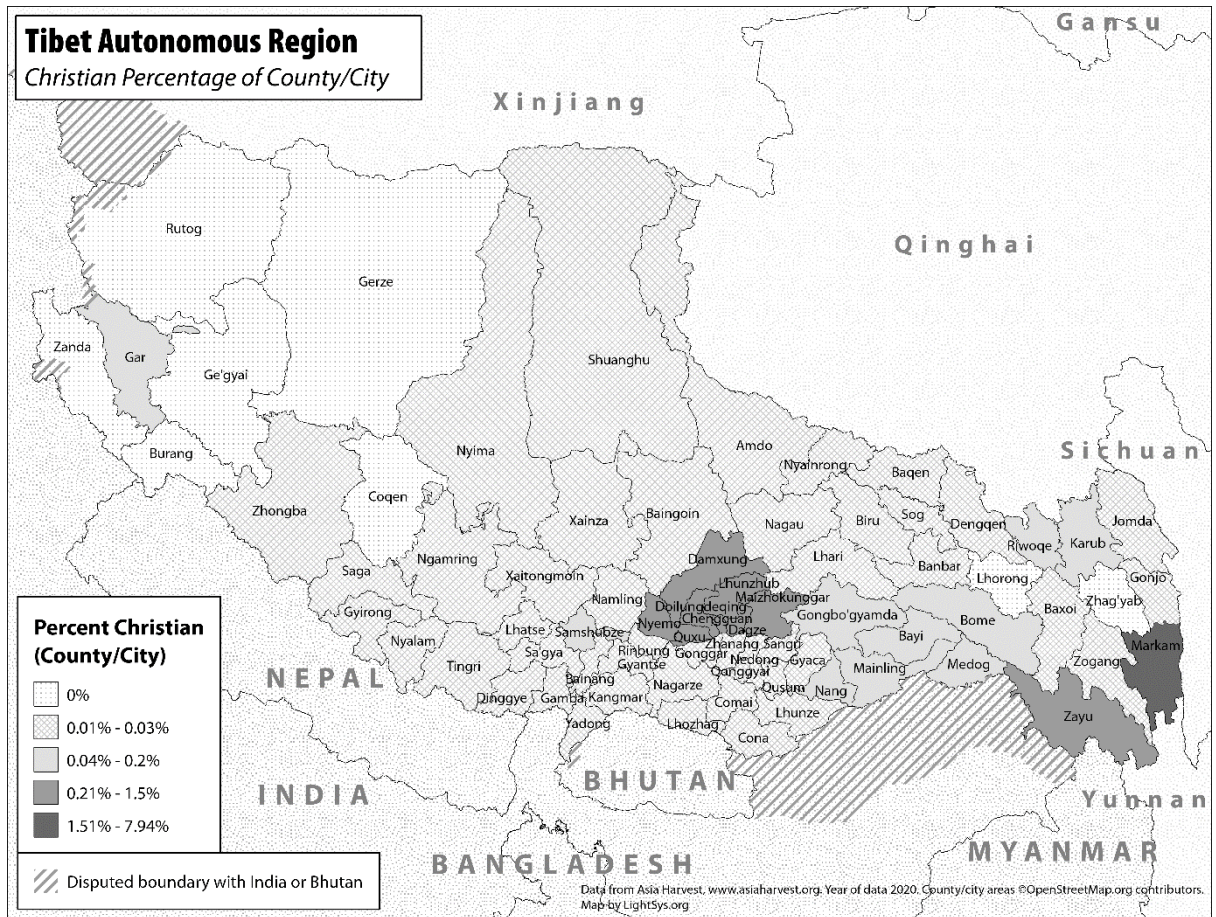 Tibet Autonomous Region
Christian Percentage of County/City
Gansu
Xinjiang
Qinghai
Rutog
Gerze
Zanda
Gar
Shuanghu
Ge'gyai
Burang
Nyima
Amdo
Sichuan
Nyainrong
Baqen
Coqen
Zhongba
Xainza
Baingoin
Nagau
Biru
Sog
Dengqen
Jomda
Riwoqe
Karub
Ngamring
Damxung
Lhari
Banbar
Saga
Xaitongmoin
Lhunzhub
Lhorong
Gonjo
Namling
Maizhokunggar
Zhag'yab
Gyirong
Doilungdeqing
Gongbo'gyamda
Baxoi
Chengguan
Bome
Nyemo
Lhatse
Samshubze
Dagze
Bayi
Nyalam
Quxu
Markam
Sa'gya
Rinbung
Zhanang
Sangri
Gonggar
Nedong
Gyaca
Zogang
Tingri
Gyantse
Mainling
Medog
NEPAL
Bainang
Qonggyai
Nagarze
Qusum
Nang
Dinggye
Gamba
Kangmar
Comai
Lhunze
Zayu
Yadong
Lhozhag
Cona
Percent Christian
(County/City)
0%
0.01% - 0.03%
0.04% - 0.2%
0.21% - 1.5%
1.51% - 7.94%
Disputed boundary with India or Bhutan
INDIA
BHUTAN
Yunnan
BANGLADESH
MYANMAR
Data from Asia Harvest, www.asiaharvest.org. Year of data 2020. County/city areas ©OpenStreetMap.org contributors.
Map by LightSys.org